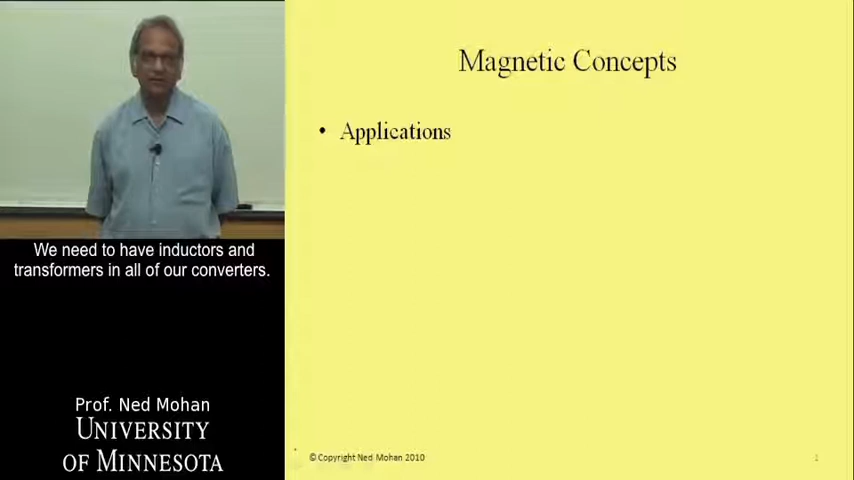 Magnetic Concepts
• Applications
We need to have inductors and
transformers in all of our converters.
Prof. Ned Mohan
UNIVERSITY
OF MINNESOTA
©Copyright Ned Mohan 2010